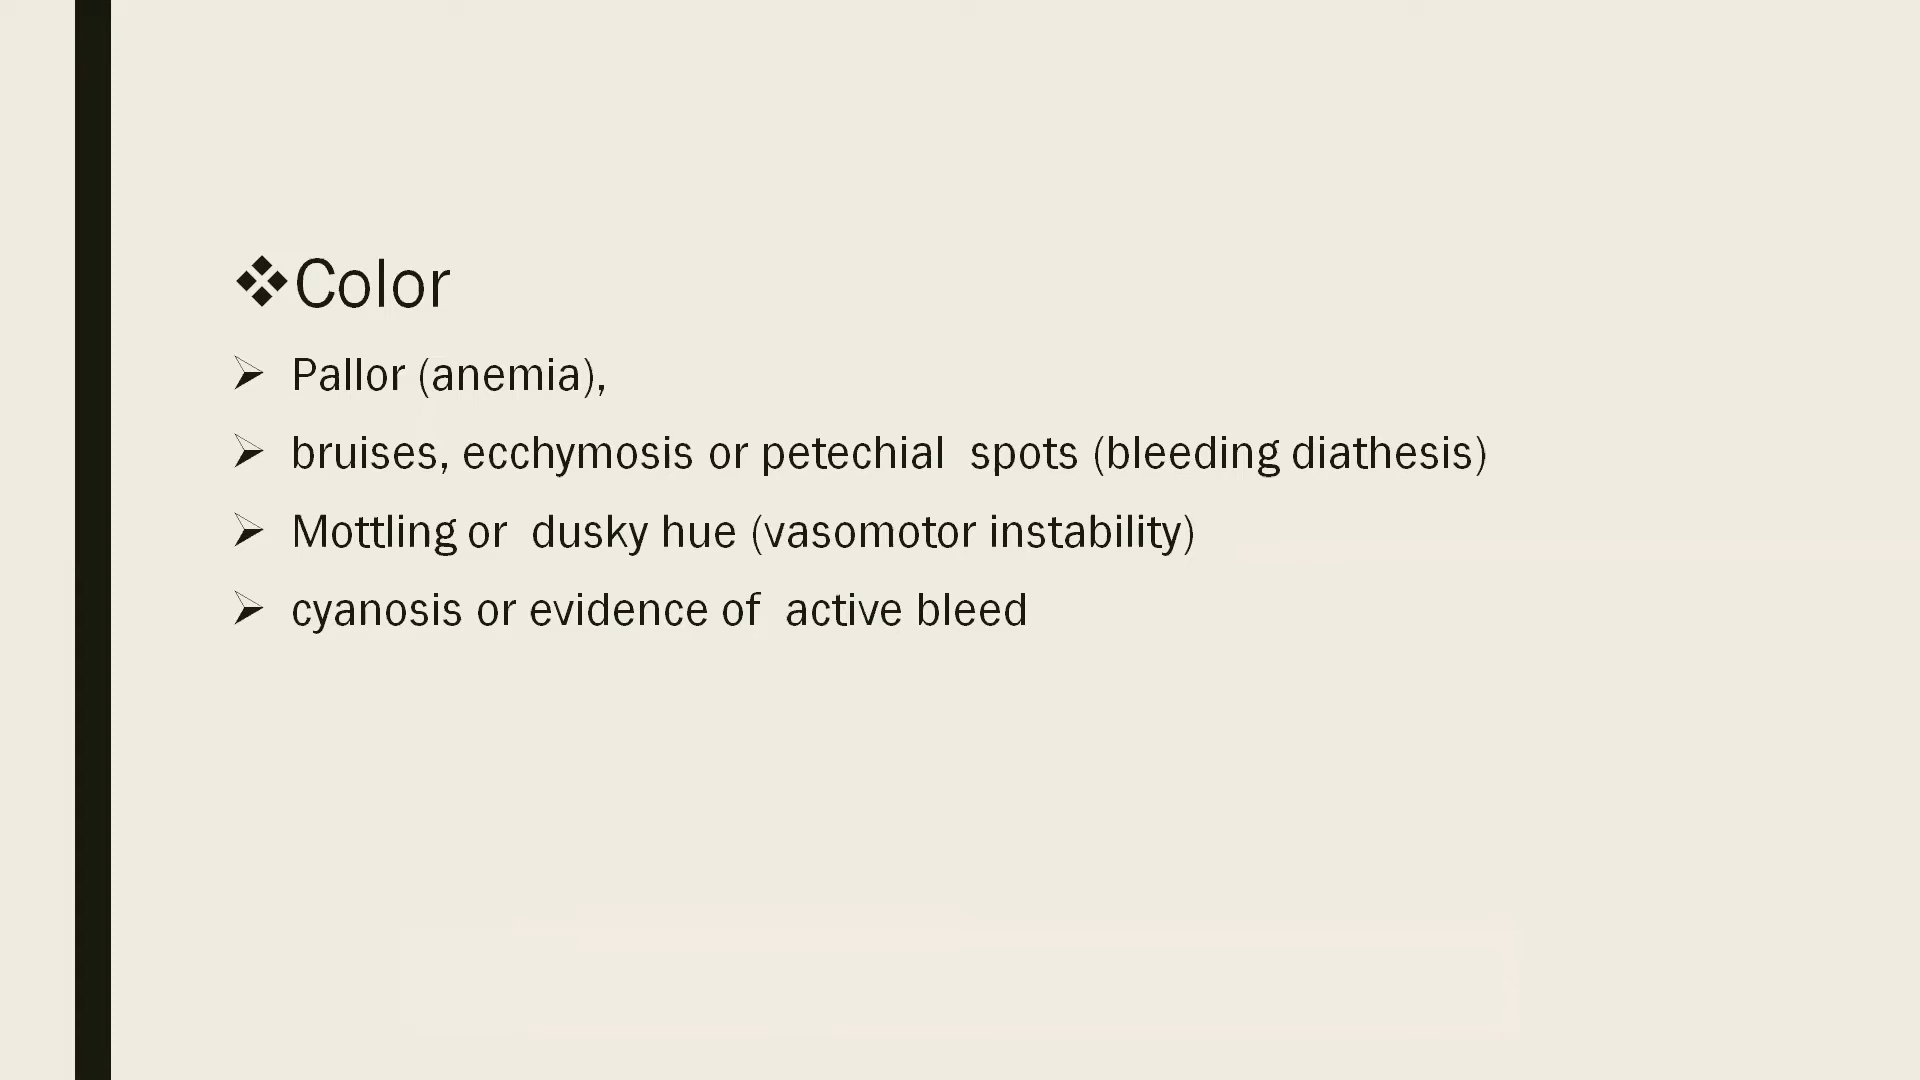 ❖Color
➢ Pallor (anemia),
➢ bruises, ecchymosis or petechial  spots (bleeding diathesis)
➢ Mottling or  dusky hue (vasomotor instability)
➢ cyanosis or evidence of  active bleed